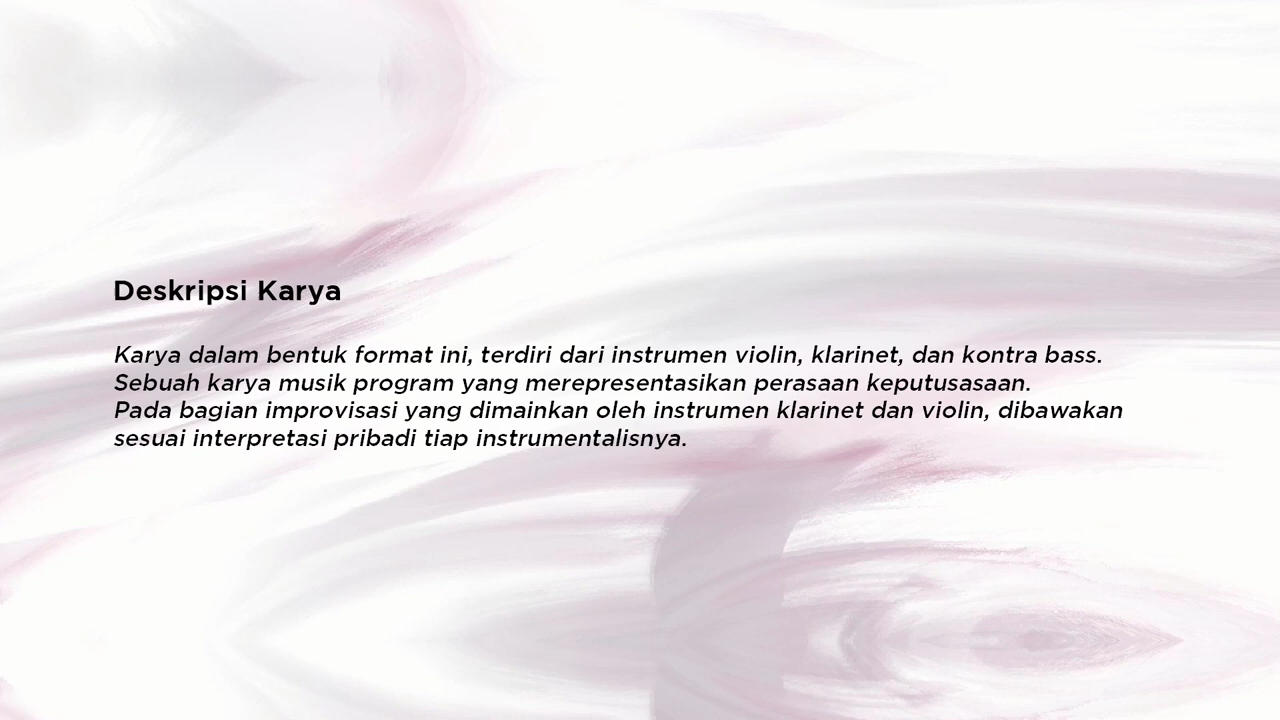 Deskripsi Karya
Karya dalam bentuk format ini, terdiri dari instrumen violin, klarinet, dan kontra bass.
Sebuah karya musik program yang merepresentasikan perasaan keputusasaan.
Pada bagian improvisasi yang dimainkan oleh instrumen klarinet dan violin, dibawakan
sesuai interpretasi pribadi tiap instrumentalisnya.